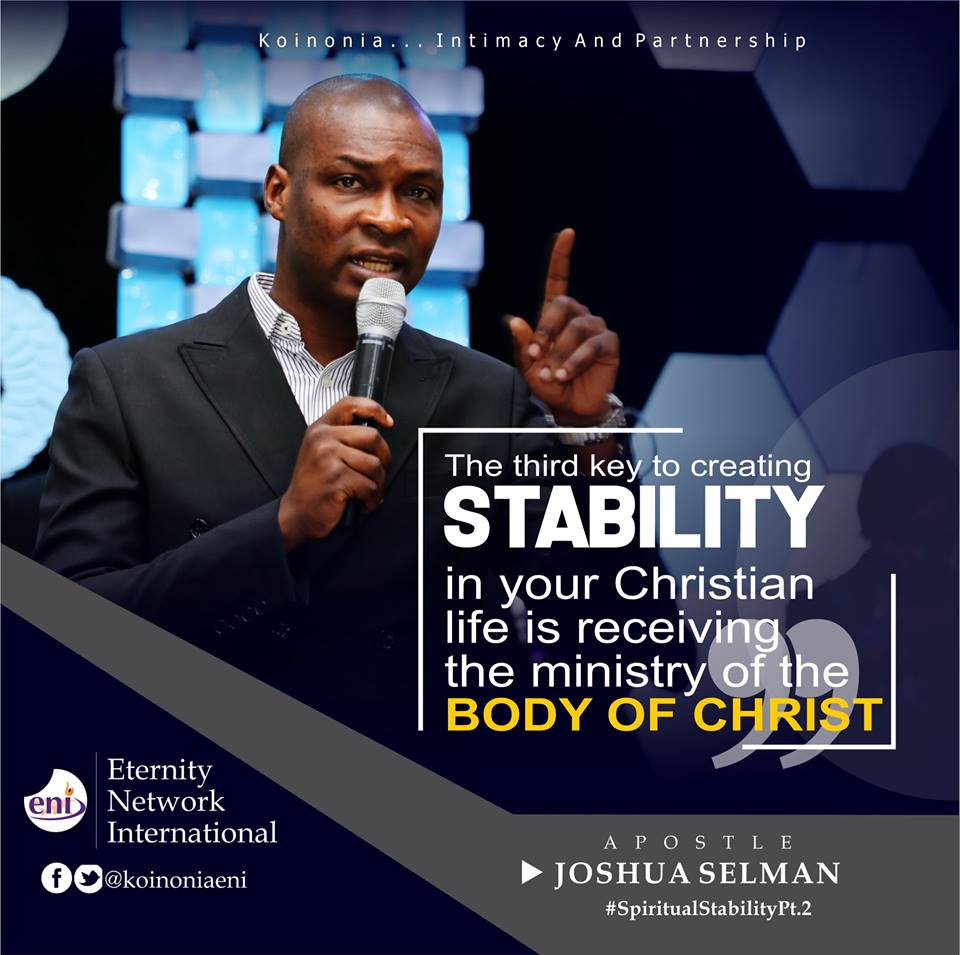 Koinonia... Intimacy And Partnership
The third key to creating
STABILITY
in your Christian
life is receiving
the ministry of the
BODY OF CHRIST
eni
Eternity
Network
International
@koinoniaeni
APOSTLE
JOSHUA SELMAN
#SpiritualStabilityPt.2